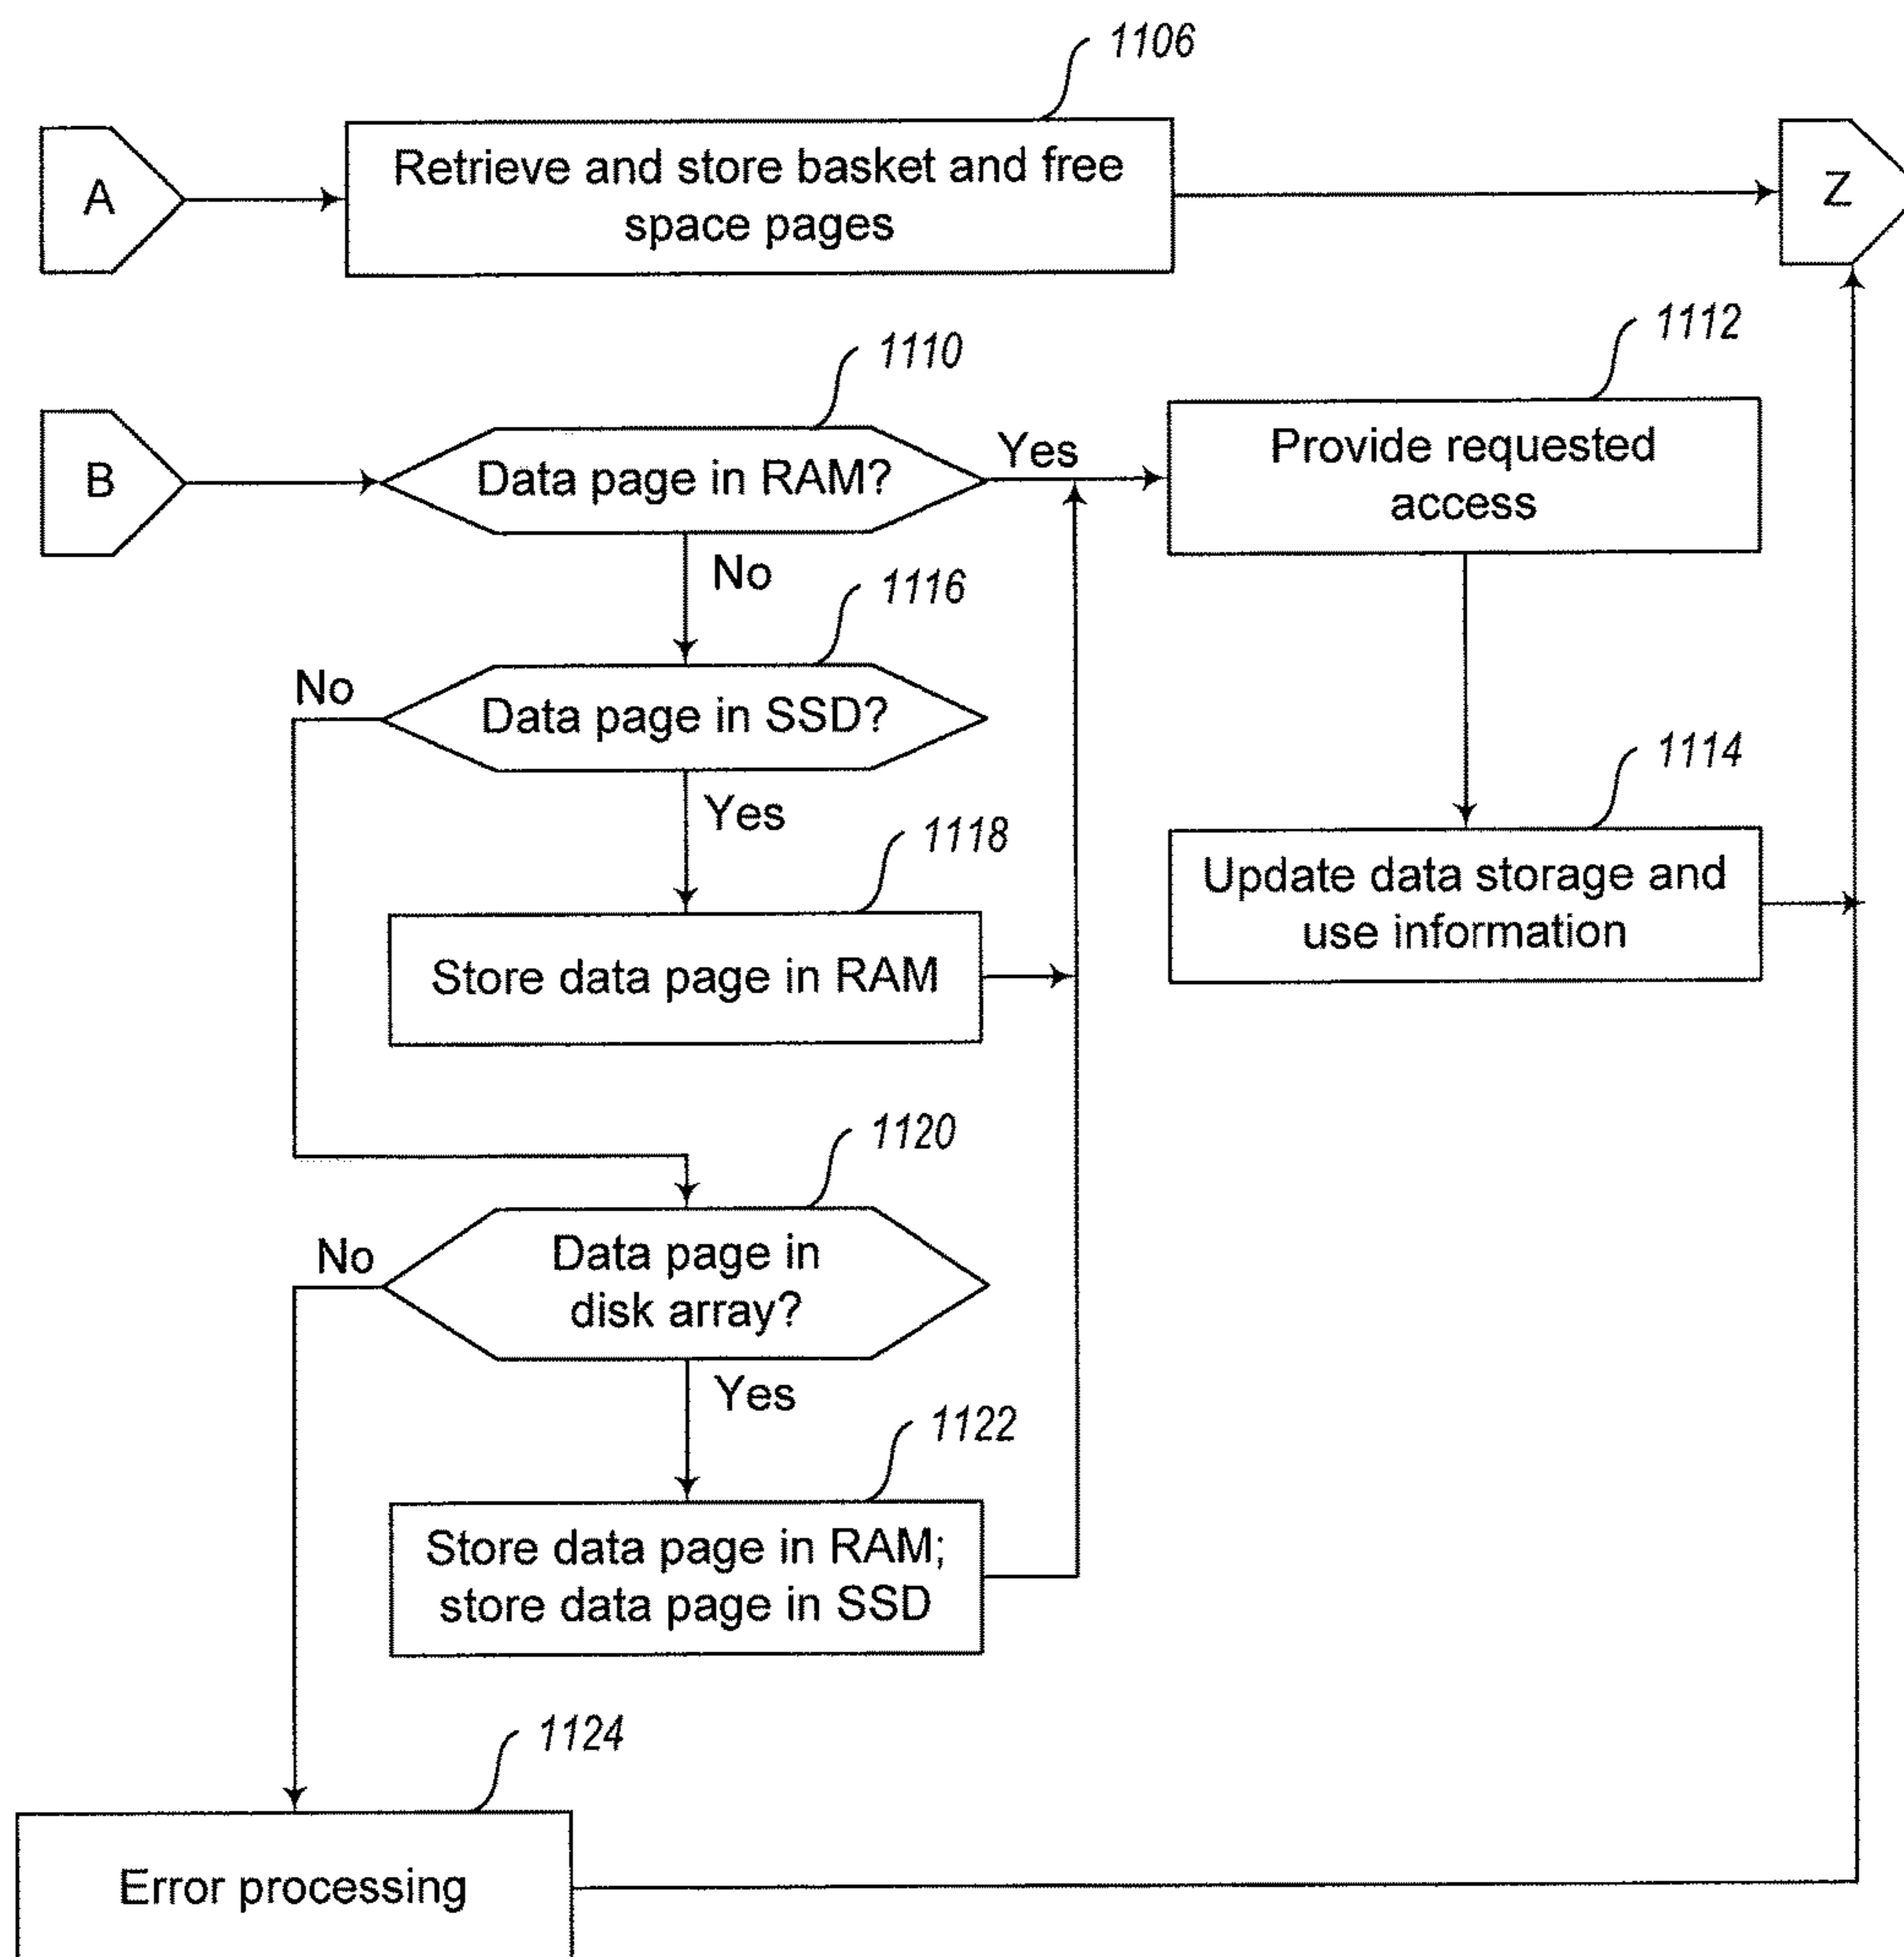 1106
A
Retrieve and store basket and free
space pages
Z
1110
1112
B
Data page in RAM?
Yes
Provide requested
access
No
1116
No
Data page in SSD?
1114
Yes
1118
Update data storage and
use information
Store data page in RAM
1120
No
Data page in
disk array?
Yes
1122
Store data page in RAM;
store data page in SSD
1124
Error processing